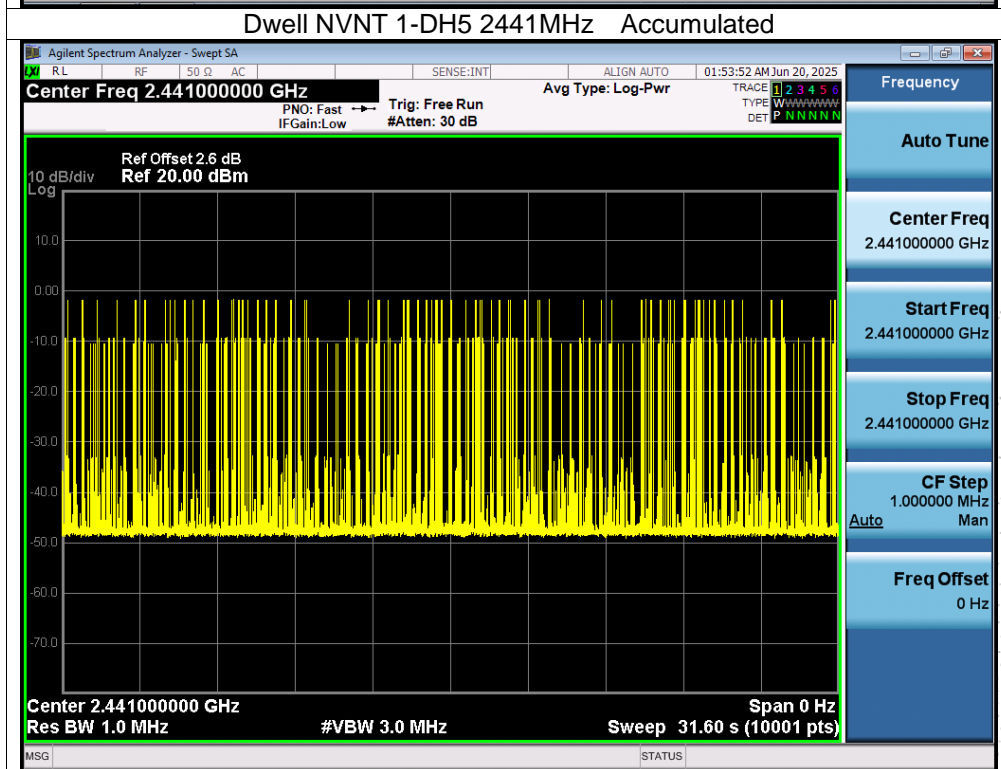 Dwell NVNT 1-DH5 2441MHz Accumulated
Agilent Spectrum Analyzer - Swept SA
LXI RL RF 50 Ω AC SENSE:INT ALIGN AUTO 01:53:52 AM Jun 20, 2025
Center Freq 2.441000000 GHz
PNO: Fast
IFGain:Low
Trig: Free Run
#Atten: 30 dB
Avg Type: Log-Pwr
TRACE 1 2 3 4 5 6
TYPE WWWWWW
DET P N N N N N
Ref Offset 2.6 dB
10 dB/div Ref 20.00 dBm
Log
10.0
0.00
-10.0
-20.0
-30.0
-40.0
-50.0
-60.0
-70.0
Center 2.441000000 GHz Span 0 Hz
Res BW 1.0 MHz #VBW 3.0 MHz Sweep 31.60 s (10001 pts)
MSG STATUS
Frequency
Auto Tune
Center Freq
2.441000000 GHz
Start Freq
2.441000000 GHz
Stop Freq
2.441000000 GHz
CF Step
1.000000 MHz
Auto Man
Freq Offset
0 Hz